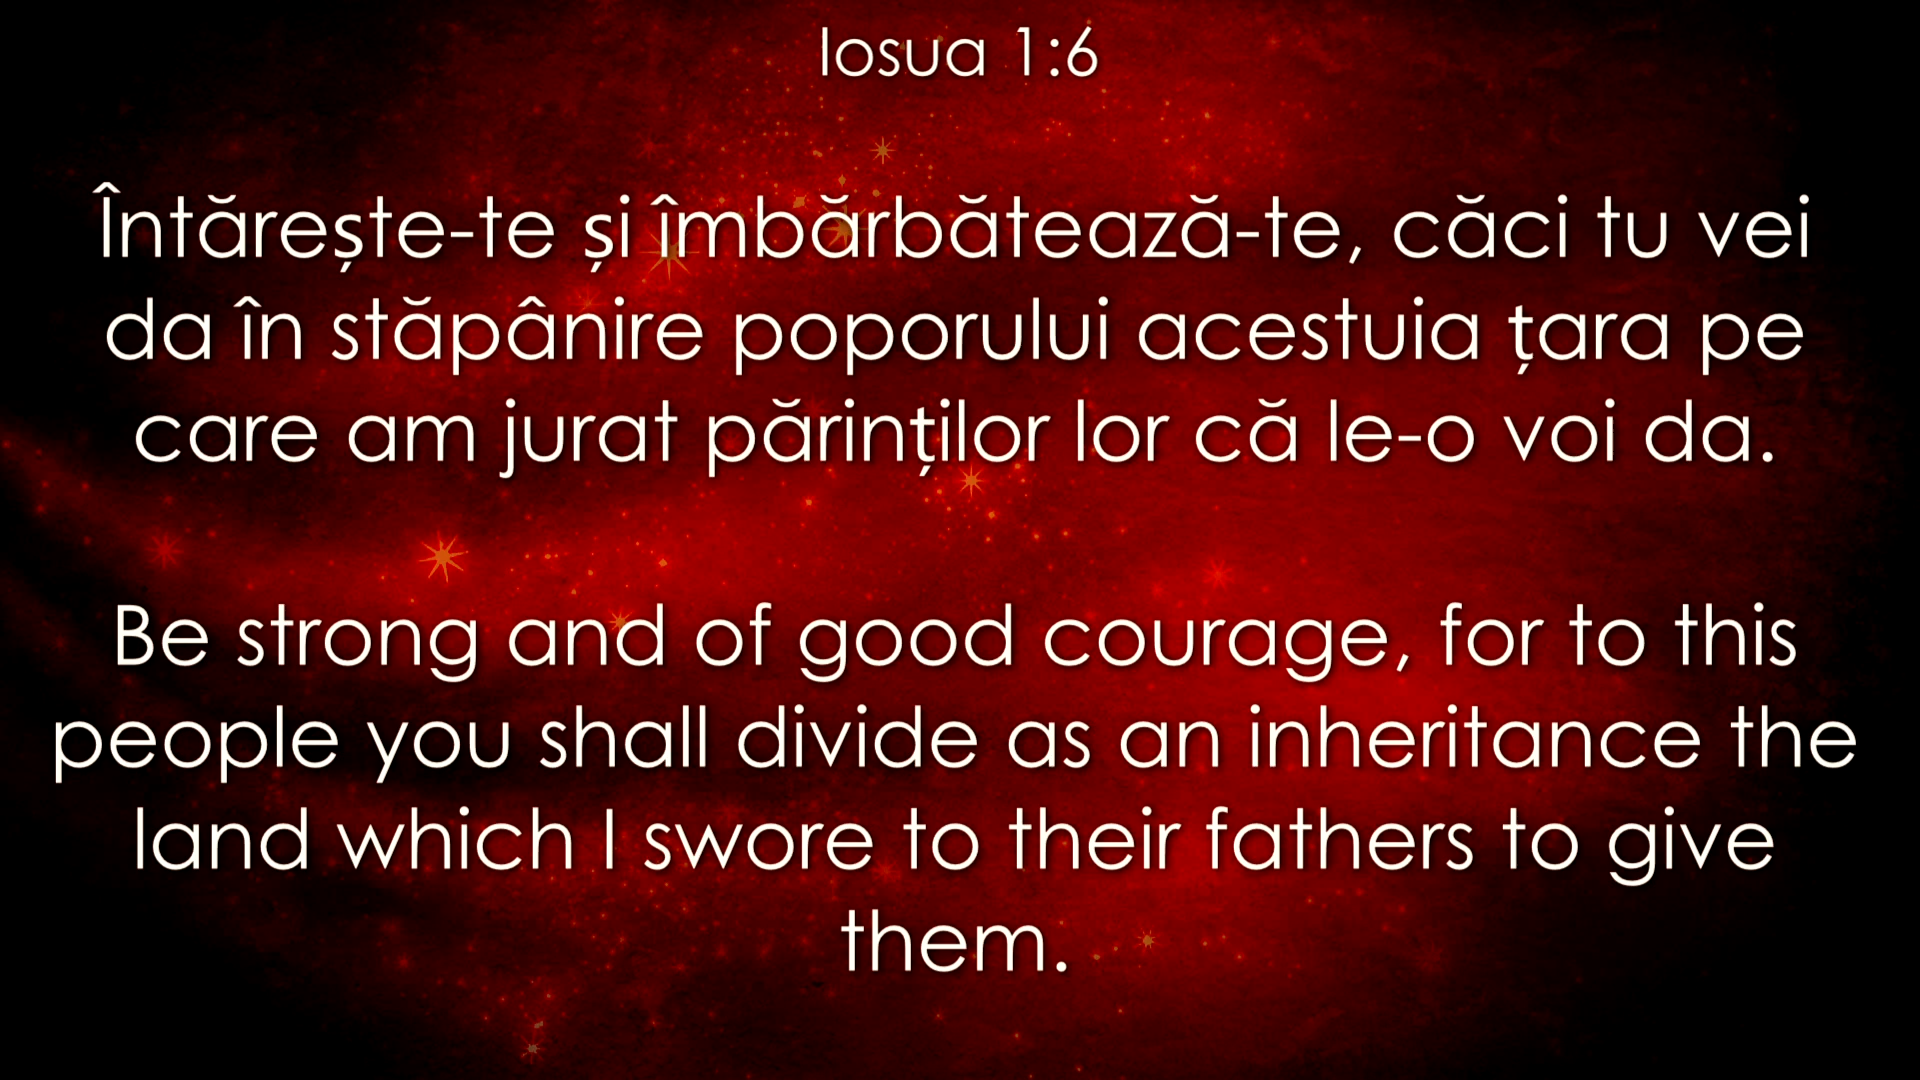 Iosua 1:6
Întărește-te și îmbărbătează-te, căci tu vei
da în stăpânire poporului acestuia țara pe
care am jurat părinților lor că le-o voi da.
Be strong and of good courage, for to this
people you shall divide as an inheritance the
land which I swore to their fathers to give
them.